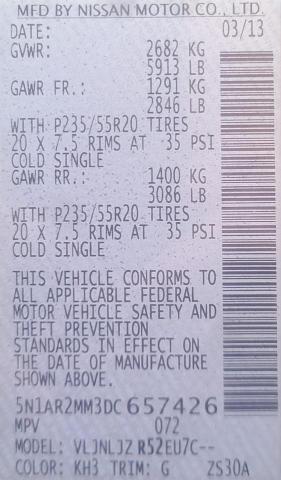 MFD BY NISSAN MOTOR CO., LTD.
DATE: 03/13
GVWR: 2682 KG
5913 LB
GAWR FR.: 1291 KG
2846 LB
WITH P235/55R20 TIRES
20 X 7.5 RIMS AT 35 PSI
COLD SINGLE
GAWR RR.: 1400 KG
3086 LB
WITH P235/55R20 TIRES
20 X 7.5 RIMS AT 35 PSI
COLD SINGLE
THIS VEHICLE CONFORMS TO
ALL APPLICABLE FEDERAL
MOTOR VEHICLE SAFETY AND
THEFT PREVENTION
STANDARDS IN EFFECT ON
THE DATE OF MANUFACTURE
SHOWN ABOVE.
5N1AR2MM3DC657426
MPV 072
MODEL: VLJNLJZ R52EU7C--
COLOR: KH3 TRIM: G ZS30A